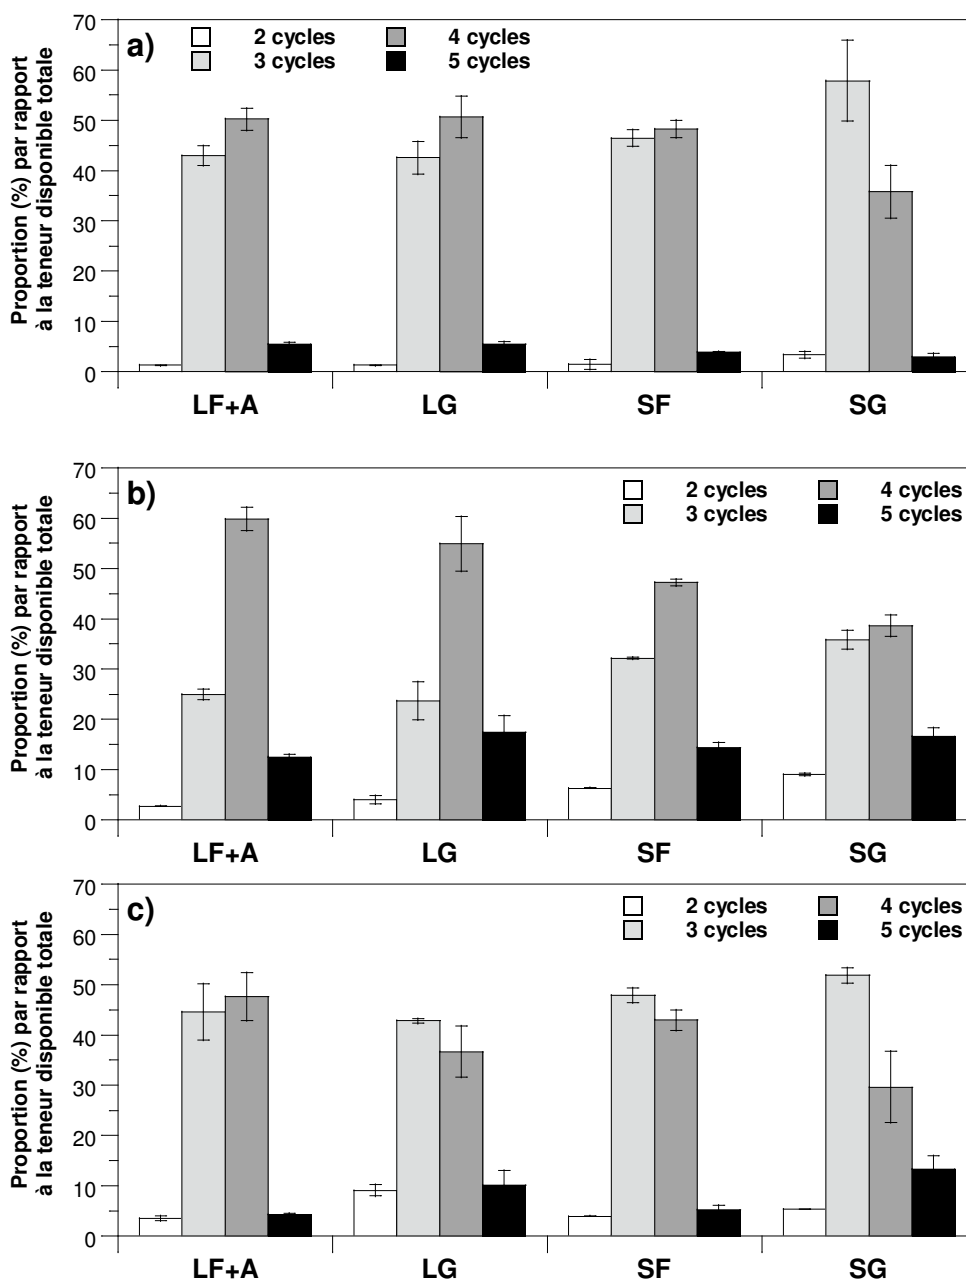 a)
2 cycles 4 cycles
3 cycles 5 cycles
Proportion (%) par rapport
à la teneur disponible totale
70
60
50
40
30
20
10
0
LF+A LG SF SG
b)
2 cycles 4 cycles
3 cycles 5 cycles
Proportion (%) par rapport
à la teneur disponible totale
70
60
50
40
30
20
10
0
LF+A LG SF SG
c)
2 cycles 4 cycles
3 cycles 5 cycles
Proportion (%) par rapport
à la teneur disponible totale
70
60
50
40
30
20
10
0
LF+A LG SF SG